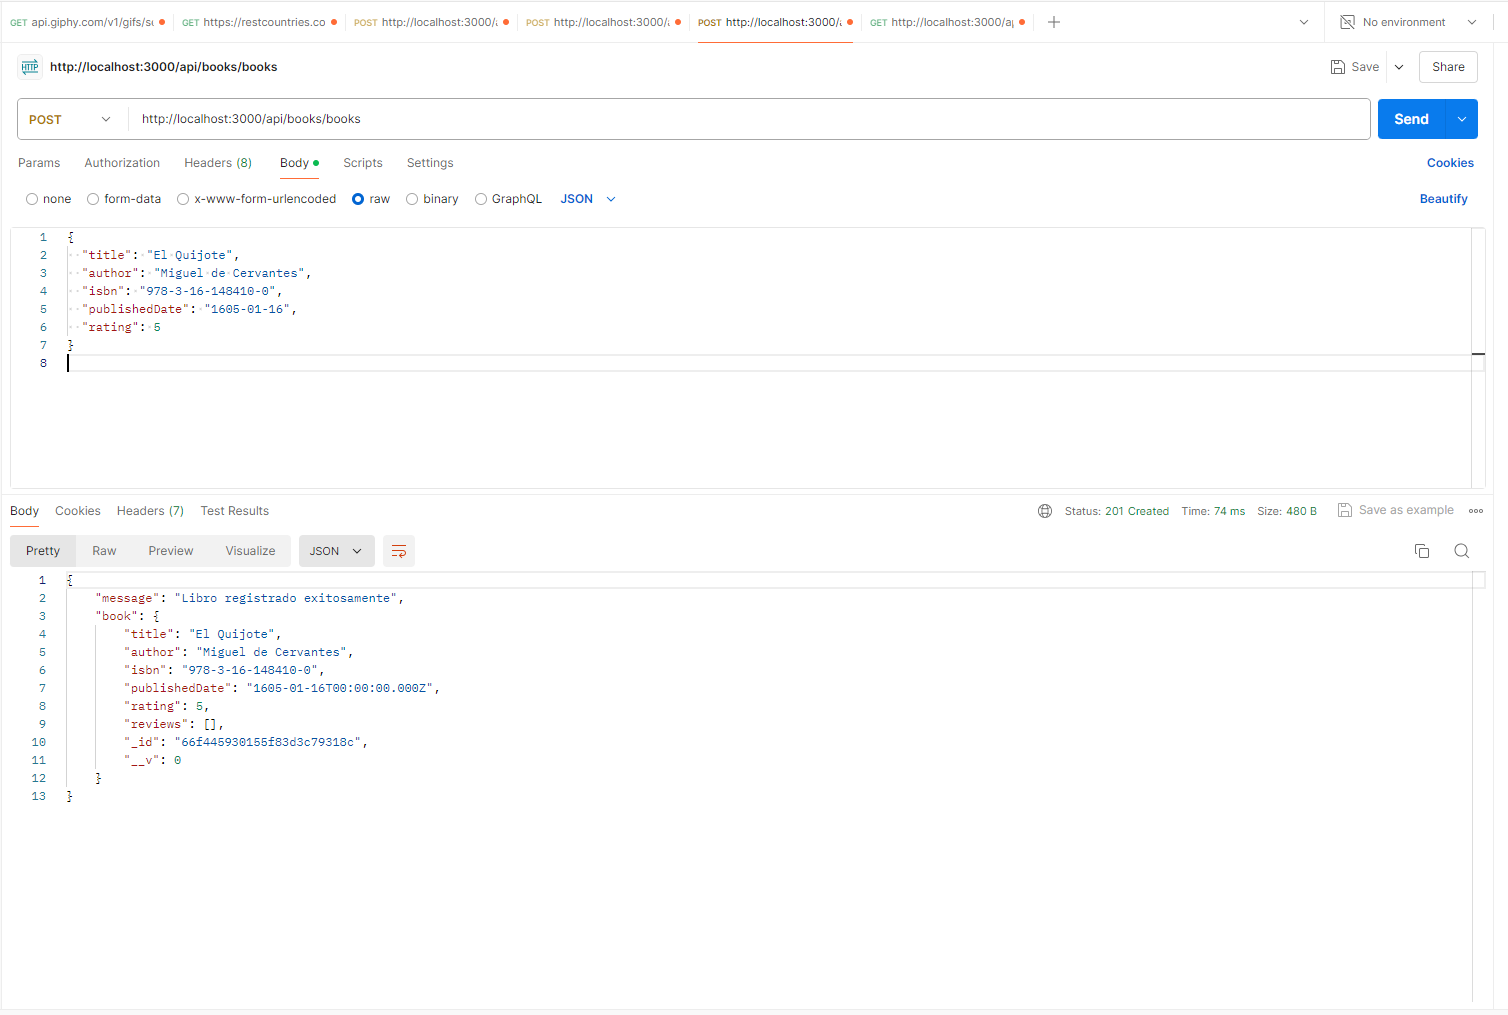 GET api.giphy.com/v1/gifs/se GET https://restcountries.co POST http://localhost:3000/a POST http://localhost:3000/a POST http://localhost:3000/a GET http://localhost:3000/ap No environment
HTTP http://localhost:3000/api/books/books Save Share
POST http://localhost:3000/api/books/books Send
Params Authorization Headers (8) Body Scripts Settings Cookies
none form-data x-www-form-urlencoded raw binary GraphQL JSON Beautify
1 {
2 "title": "El Quijote",
3 "author": "Miguel de Cervantes",
4 "isbn": "978-3-16-148410-0",
5 "publishedDate": "1605-01-16",
6 "rating": 5
7 }
8
Body Cookies Headers (7) Test Results Status: 201 Created Time: 74 ms Size: 480 B Save as example
Pretty Raw Preview Visualize JSON
1 {
2 "message": "Libro registrado exitosamente",
3 "book": {
4 "title": "El Quijote",
5 "author": "Miguel de Cervantes",
6 "isbn": "978-3-16-148410-0",
7 "publishedDate": "1605-01-16T00:00:00.000Z",
8 "rating": 5,
9 "reviews": [],
10 "_id": "66f445930155f83d3c79318c",
11 "__v": 0
12 }
13 }